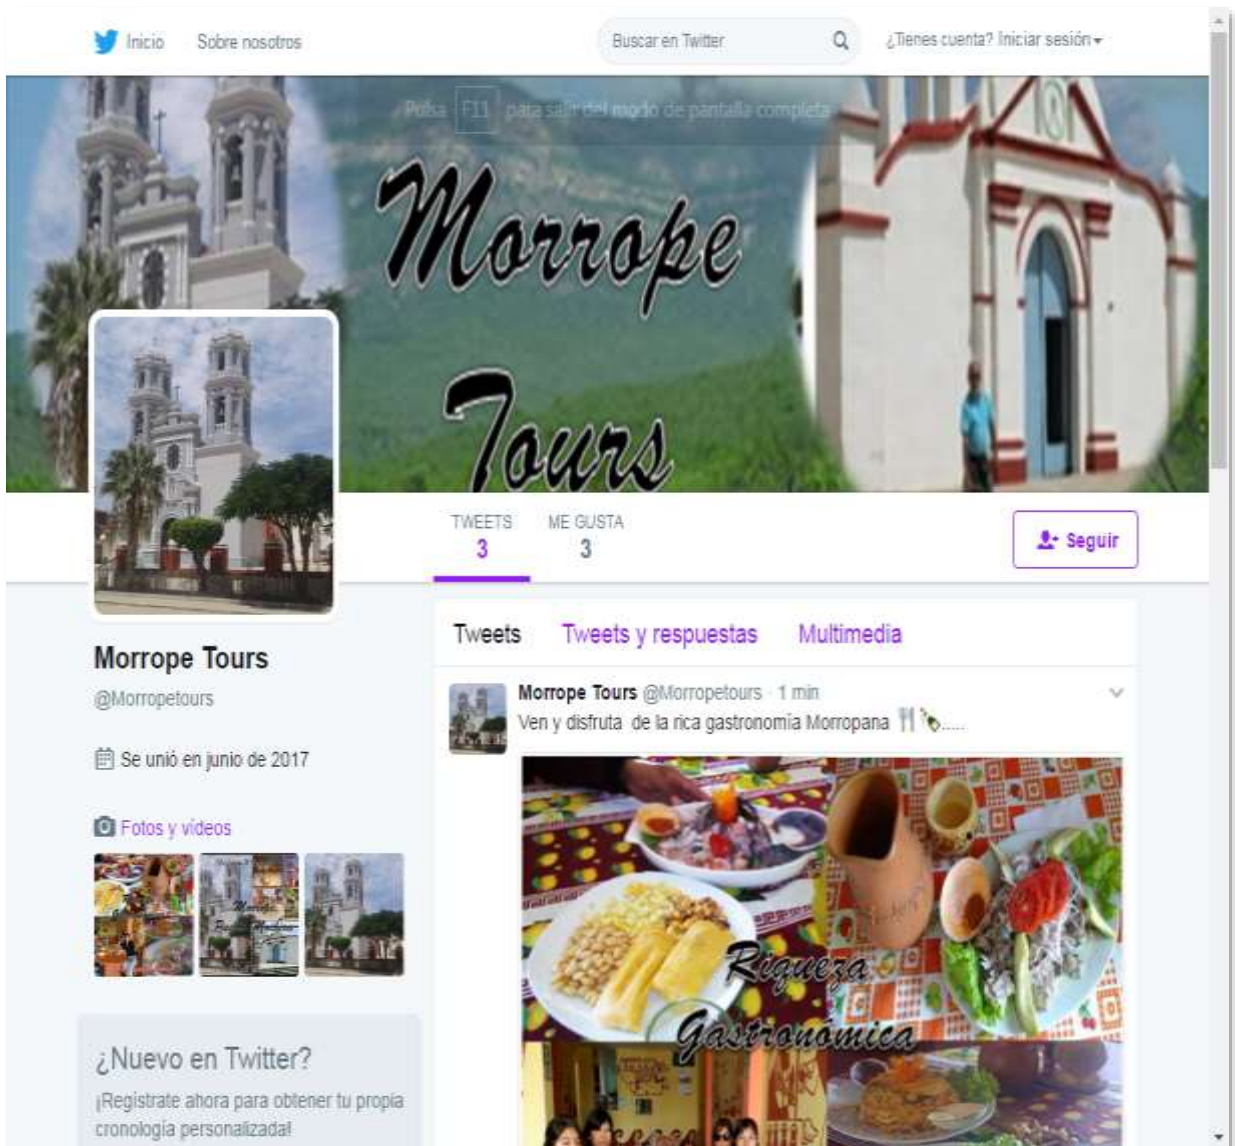 Inicio Sobre nosotros Buscar en Twitter ¿Tienes cuenta? Iniciar sesión
Pulsa F11 para salir del modo de pantalla completa
Morrope
Tours
TWEETS ME GUSTA
3 3
Seguir
Tweets Tweets y respuestas Multimedia
Morrope Tours
@Morropetours
Se unió en junio de 2017
Fotos y vídeos
¿Nuevo en Twitter?
¡Regístrate ahora para obtener tu propia
cronología personalizada!
Morrope Tours @Morropetours · 1 min
Ven y disfruta de la rica gastronomía Morropana 🍴🍾.....
Riqueza
Gastronómica